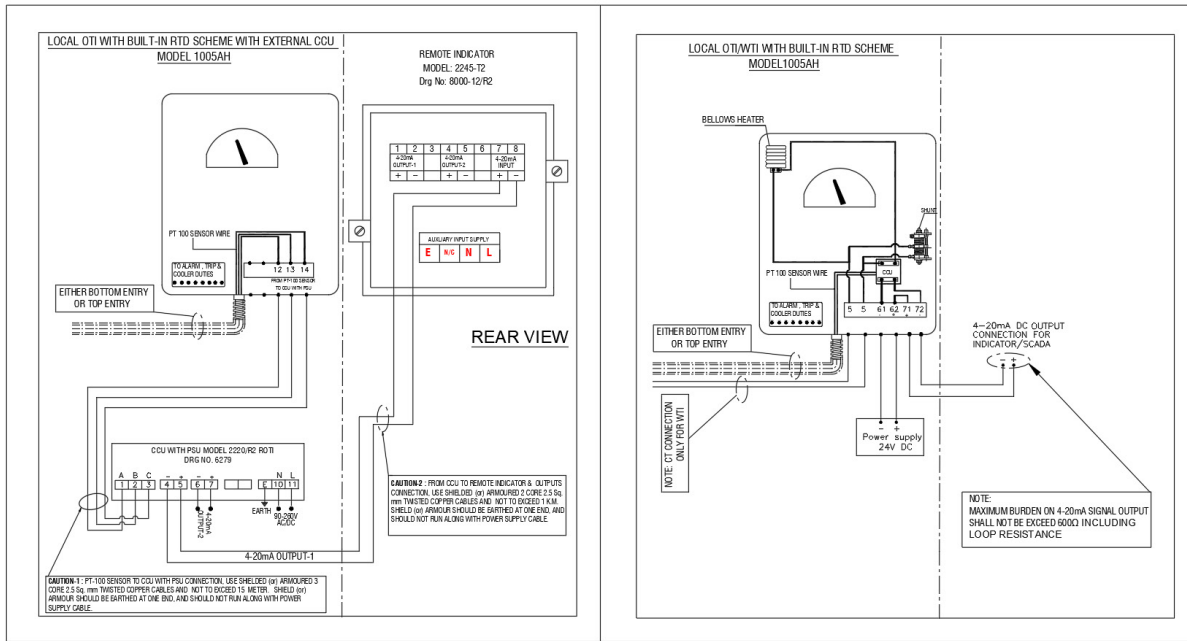 LOCAL OTI WITH BUILT-IN RTD SCHEME WITH EXTERNAL CCU
MODEL 1005AH
REMOTE INDICATOR
MODEL: 2245-T2
Drg No: 8000-12/R2
1 2 3 4 5 6 7 8
4-20mA OUTPUT-1
4-20mA OUTPUT-2
4-20mA INPUT
+ - + - + -
AUXILIARY INPUT SUPPLY
E N/C N L
PT 100 SENSOR WIRE
TO ALARM , TRIP &
COOLER DUTIES
12 13 14
FROM PT-100 SENSOR
TO CCU WITH PSU
EITHER BOTTOM ENTRY
OR TOP ENTRY
REAR VIEW
CCU WITH PSU MODEL 2220/R2 ROTI
DRG NO. 6279
A B C - + - + N L
1 2 3 4 5 6 7 E 10 11
EARTH
90-260V
AC/DC
OUTPUT-2
4-20mA
4-20mA OUTPUT-1
CAUTION-2 : FROM CCU TO REMOTE INDICATOR & OUTPUTS
CONNECTION, USE SHIELDED (or) ARMOURED 2 CORE 2.5 Sq.
mm TWISTED COPPER CABLES AND NOT TO EXCEED 1 K.M.
SHIELD (or) ARMOUR SHOULD BE EARTHED AT ONE END, AND
SHOULD NOT RUN ALONG WITH POWER SUPPLY CABLE.
CAUTION-1 : PT-100 SENSOR TO CCU WITH PSU CONNECTION, USE SHIELDED (or) ARMOURED 3
CORE 2.5 Sq. mm TWISTED COPPER CABLES AND NOT TO EXCEED 15 METER. SHIELD (or)
ARMOUR SHOULD BE EARTHED AT ONE END, AND SHOULD NOT RUN ALONG WITH POWER
SUPPLY CABLE.
LOCAL OTI/WTI WITH BUILT-IN RTD SCHEME
MODEL1005AH
BELLOWS HEATER
SHUNT
PT 100 SENSOR WIRE
CCU
TO ALARM , TRIP &
COOLER DUTIES
5 5 61 62 71 72
- + + -
EITHER BOTTOM ENTRY
OR TOP ENTRY
4-20mA DC OUTPUT
CONNECTION FOR
INDICATOR/SCADA
- +
NOTE: CT CONNECTION
ONLY FOR WTI
- +
Power supply
24V DC
NOTE:
MAXIMUM BURDEN ON 4-20mA SIGNAL OUTPUT
SHALL NOT BE EXCEED 600Ω INCLUDING
LOOP RESISTANCE